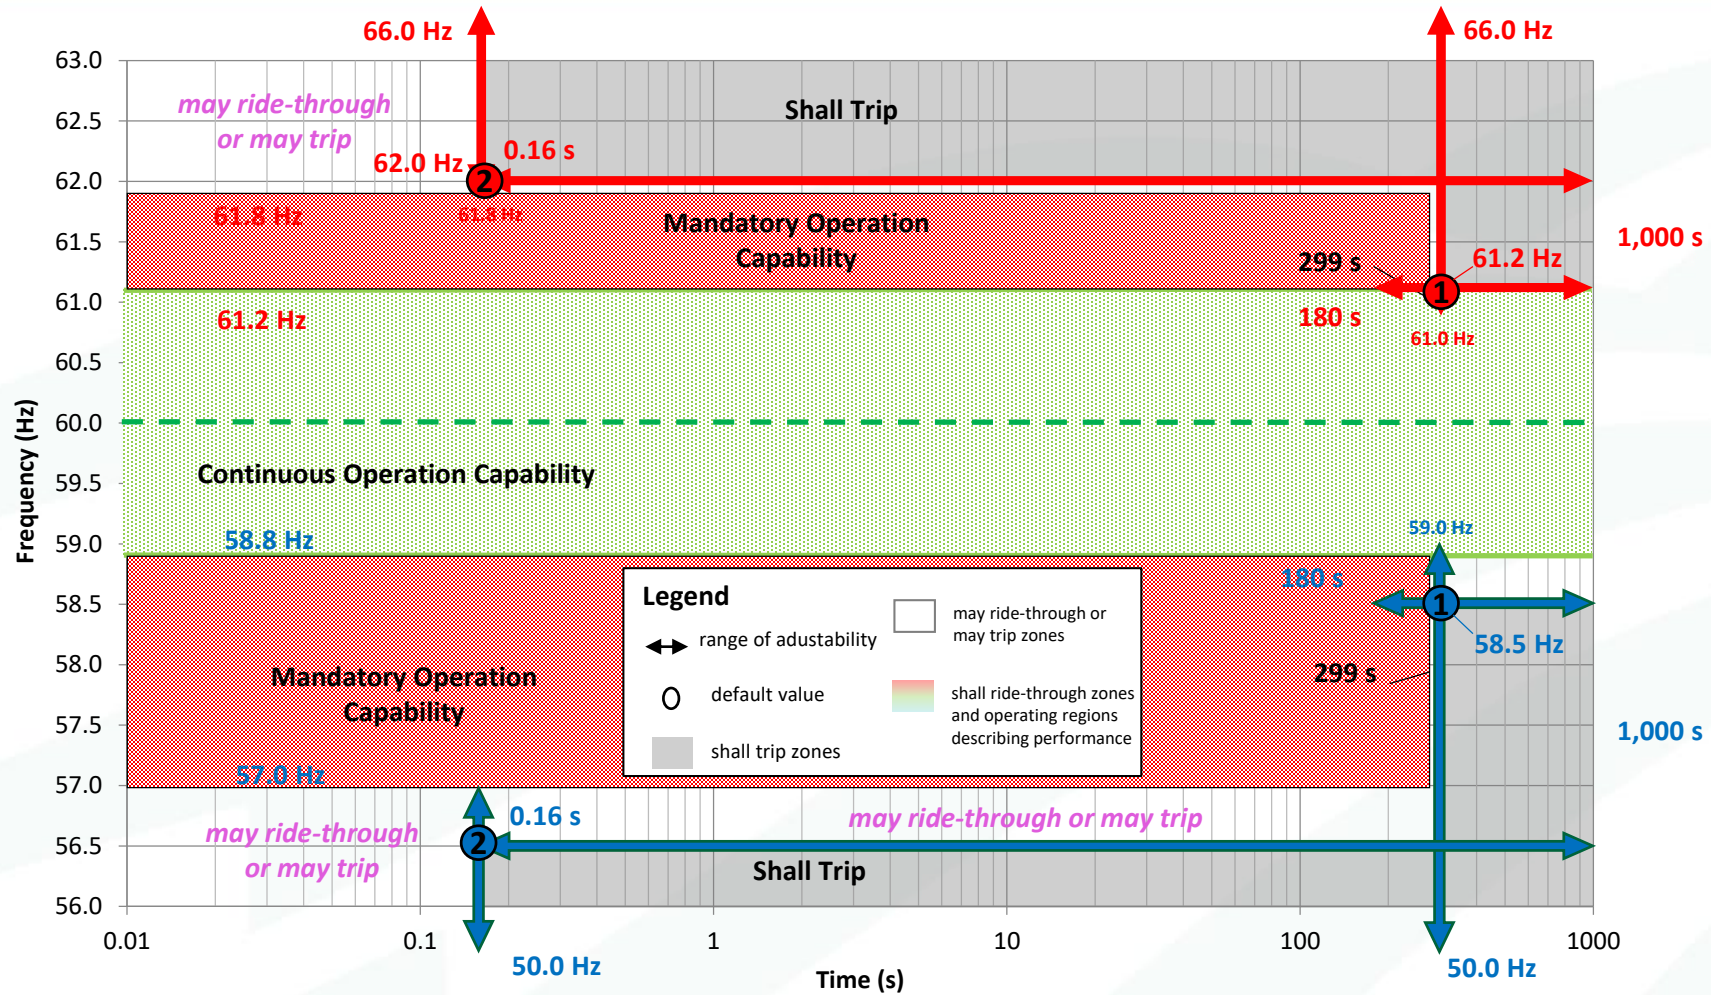 66.0 Hz
66.0 Hz
63.0
62.5
62.0
61.5
61.0
60.5
60.0
59.5
59.0
58.5
58.0
57.5
57.0
56.5
56.0
Frequency (Hz)
may ride-through
or may trip
Shall Trip
62.0 Hz
0.16 s
2
61.8 Hz
61.8 Hz
Mandatory Operation
Capability
299 s
61.2 Hz
1,000 s
1
61.2 Hz
180 s
61.0 Hz
Continuous Operation Capability
58.8 Hz
59.0 Hz
180 s
1
58.5 Hz
299 s
Mandatory Operation
Capability
1,000 s
57.0 Hz
Legend
range of adustability
default value
shall trip zones
may ride-through or
may trip zones
shall ride-through zones
and operating regions
describing performance
0.16 s
2
may ride-through
or may trip
may ride-through or may trip
Shall Trip
0.01
0.1
1
10
100
1000
50.0 Hz
50.0 Hz
Time (s)